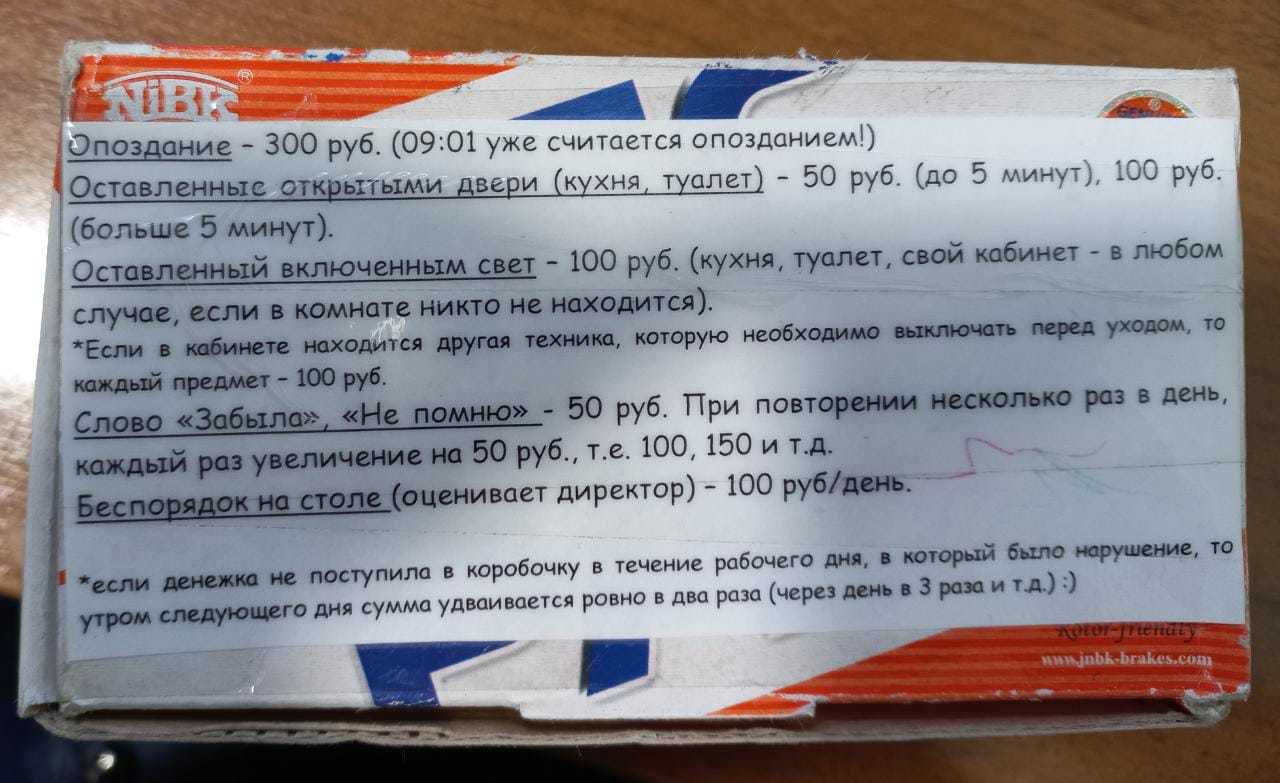 NiBK®
Опоздание – 300 руб. (09:01 уже считается опозданием!)
Оставленные открытыми двери (кухня, туалет) – 50 руб. (до 5 минут), 100 руб.
(больше 5 минут).
Оставленный включенным свет – 100 руб. (кухня, туалет, свой кабинет - в любом
случае, если в комнате никто не находится).
*Если в кабинете находится другая техника, которую необходимо выключать перед уходом, то
каждый предмет – 100 руб.
Слово «Забыла», «Не помню» - 50 руб. При повторении несколько раз в день,
каждый раз увеличение на 50 руб., т.е. 100, 150 и т.д.
Беспорядок на столе (оценивает директор) – 100 руб/день.
*если денежка не поступила в коробочку в течение рабочего дня, в который было нарушение, то
утром следующего дня сумма удваивается ровно в два раза (через день в 3 раза и т.д.) :)
Rotor-friendly
www.jnbk-brakes.com